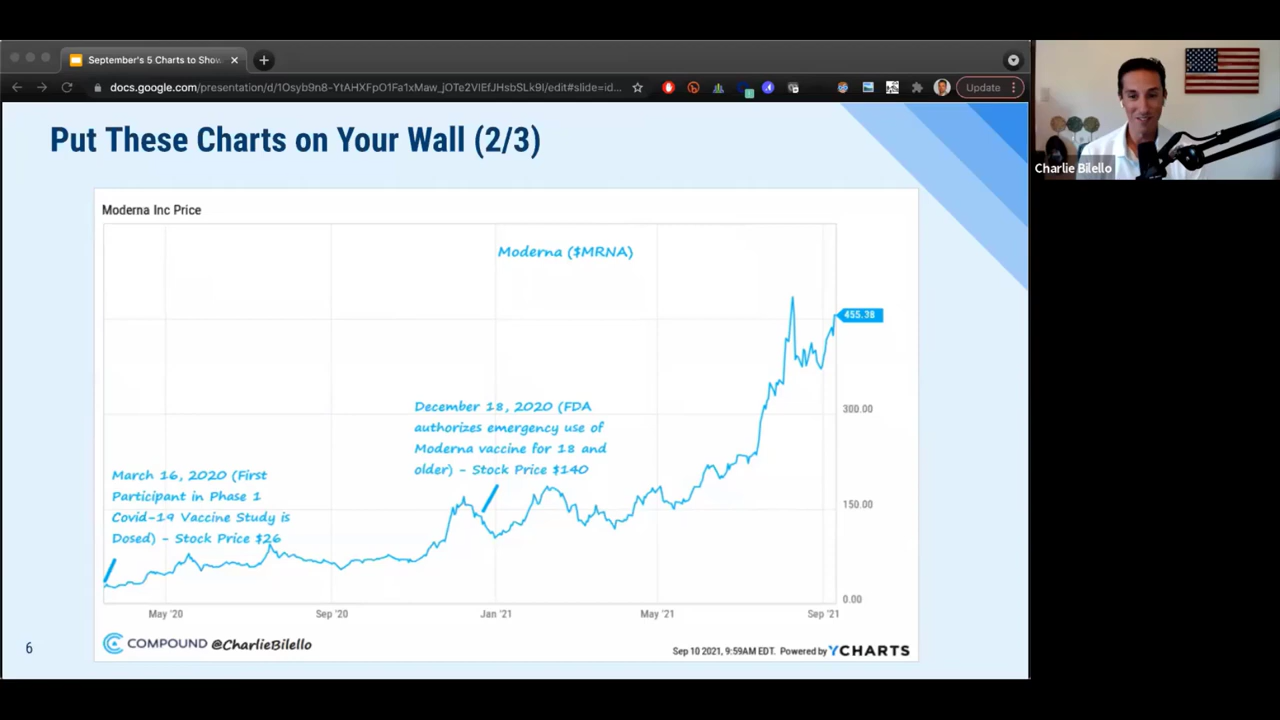 September's 5 Charts to Show
docs.google.com/presentation/d/1Osyb9n8-YtAHXFpO1Fa1xMaw_jOTe2VIEfJHsbSLk9I/edit#slide=id...
Update
Put These Charts on Your Wall (2/3)
Charlie Bilello
Moderna Inc Price
Moderna ($MRNA)
455.38
December 18, 2020 (FDA
authorizes emergency use of
Moderna vaccine for 18 and
older) - Stock Price $140
300.00
March 16, 2020 (First
Participant in Phase 1
Covid-19 Vaccine Study is
Dosed) - Stock Price $26
150.00
0.00
May '20
Sep '20
Jan '21
May '21
Sep '21
COMPOUND @CharlieBilello
Sep 10 2021, 9:59AM EDT. Powered by YCHARTS
6